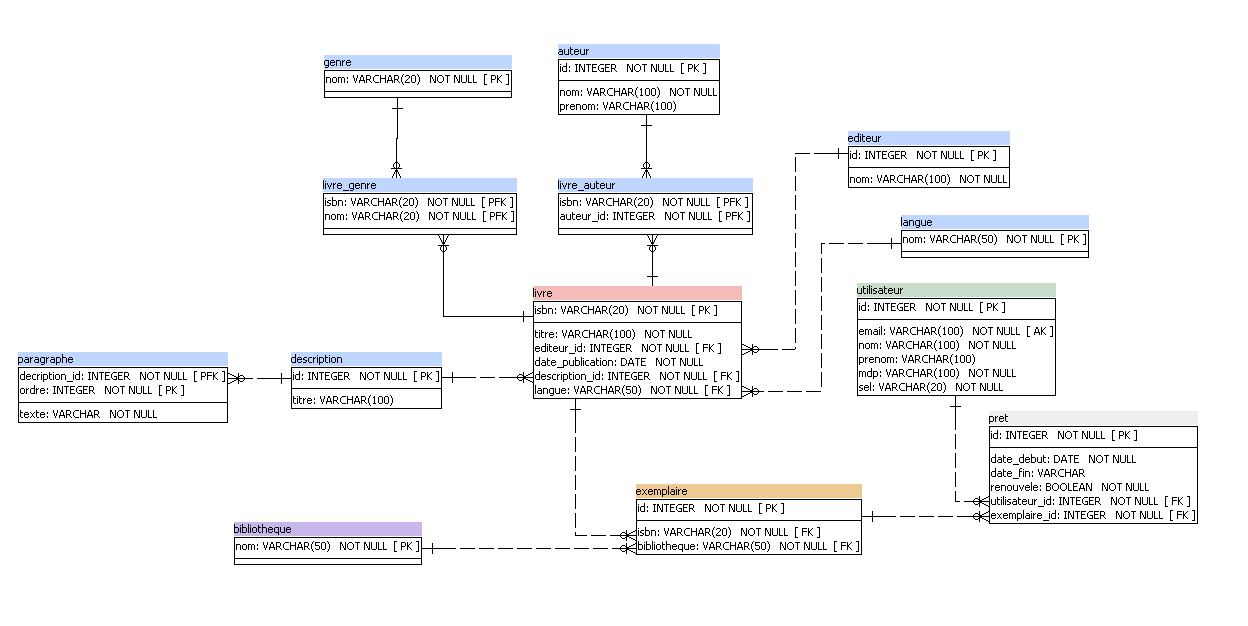 genre
nom: VARCHAR(20) NOT NULL [ PK ]
auteur
id: INTEGER NOT NULL [ PK ]
nom: VARCHAR(100) NOT NULL
prenom: VARCHAR(100)
editeur
id: INTEGER NOT NULL [ PK ]
nom: VARCHAR(100) NOT NULL
livre_genre
isbn: VARCHAR(20) NOT NULL [ PFK ]
nom: VARCHAR(20) NOT NULL [ PFK ]
livre_auteur
isbn: VARCHAR(20) NOT NULL [ PFK ]
auteur_id: INTEGER NOT NULL [ PFK ]
langue
nom: VARCHAR(50) NOT NULL [ PK ]
livre
isbn: VARCHAR(20) NOT NULL [ PK ]
titre: VARCHAR(100) NOT NULL
editeur_id: INTEGER NOT NULL [ FK ]
date_publication: DATE NOT NULL
description_id: INTEGER NOT NULL [ FK ]
langue: VARCHAR(50) NOT NULL [ FK ]
utilisateur
id: INTEGER NOT NULL [ PK ]
email: VARCHAR(100) NOT NULL [ AK ]
nom: VARCHAR(100) NOT NULL
prenom: VARCHAR(100)
mdp: VARCHAR(100) NOT NULL
sel: VARCHAR(20) NOT NULL
paragraphe
decription_id: INTEGER NOT NULL [ PFK ]
ordre: INTEGER NOT NULL [ PK ]
texte: VARCHAR NOT NULL
description
id: INTEGER NOT NULL [ PK ]
titre: VARCHAR(100)
pret
id: INTEGER NOT NULL [ PK ]
date_debut: DATE NOT NULL
date_fin: VARCHAR
renouvele: BOOLEAN NOT NULL
utilisateur_id: INTEGER NOT NULL [ FK ]
exemplaire_id: INTEGER NOT NULL [ FK ]
exemplaire
id: INTEGER NOT NULL [ PK ]
isbn: VARCHAR(20) NOT NULL [ FK ]
bibliotheque: VARCHAR(50) NOT NULL [ FK ]
bibliotheque
nom: VARCHAR(50) NOT NULL [ PK ]